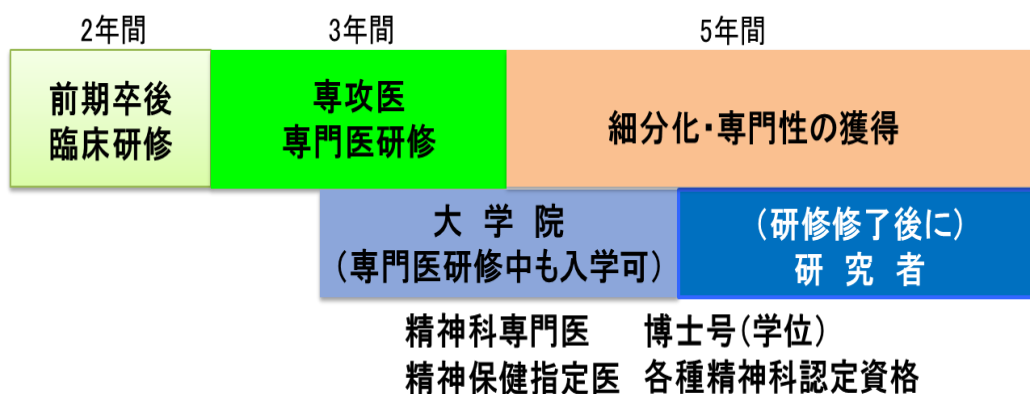 2年間
3年間
5年間
前期卒後
臨床研修
専攻医
専門医研修
細分化・専門性の獲得
大 学 院
（専門医研修中も入学可）
（研修修了後に）
研 究 者
精神科専門医 博士号（学位）
精神保健指定医 各種精神科認定資格